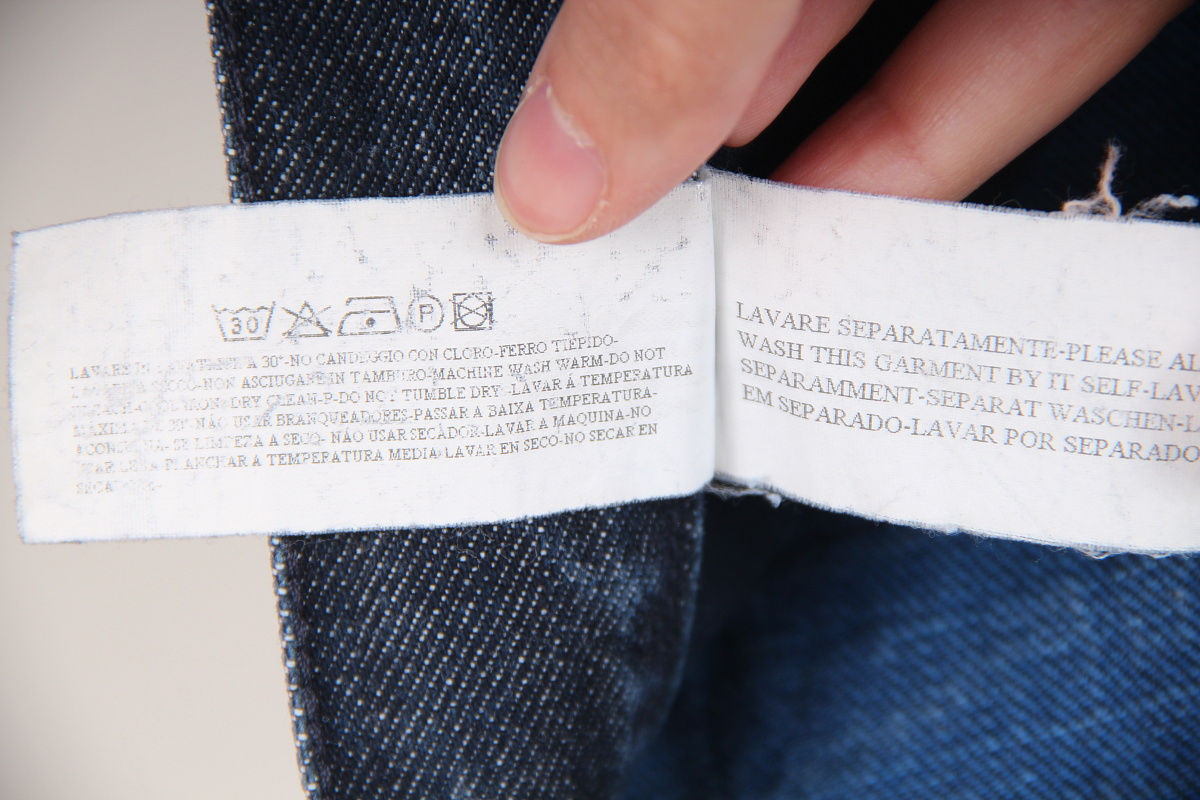 30 P
LAVARE IN A 30°-NO CANDEGGIO CON CLORO-FERRO TIEPIDO-
SECCO-NON ASCIUGARE IN TAMBURO-MACHINE WASH WARM-DO NOT
IRON-DRY CLEAN-P-DO NOT TUMBLE DRY-LAVAR Á TEMPERATURA
30°-NÃO USAR BRANQUEADORES-PASSAR A BAIXA TEMPERATURA-
SE LIMPEZA A SECO- NÃO USAR SECADOR-LAVAR A MAQUINA-NO
PLANCHAR A TEMPERATURA MEDIA-LAVAR EN SECO-NO SECAR EN
LAVARE SEPARATAMENTE-PLEASE AL
WASH THIS GARMENT BY IT SELF-LAV
SEPARAMMENT-SEPARAT WASCHEN-L
EM SEPARADO-LAVAR POR SEPARADO